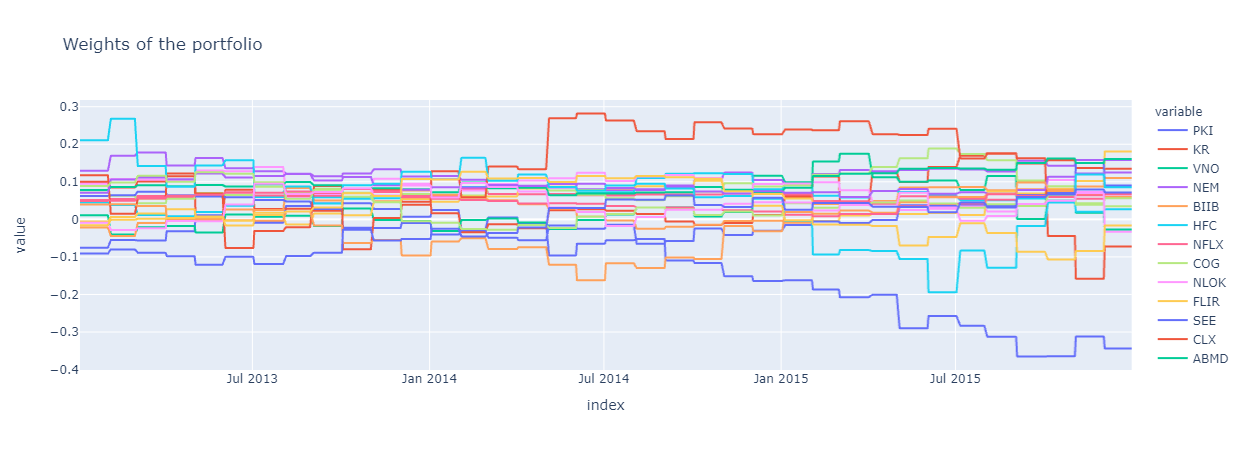 Weights of the portfolio
variable
PKI
KR
VNO
NEM
BIIB
HFC
NFLX
COG
NLOK
FLIR
SEE
CLX
ABMD
value
0.3
0.2
0.1
0
−0.1
−0.2
−0.3
−0.4
Jul 2013
Jan 2014
Jul 2014
Jan 2015
Jul 2015
index